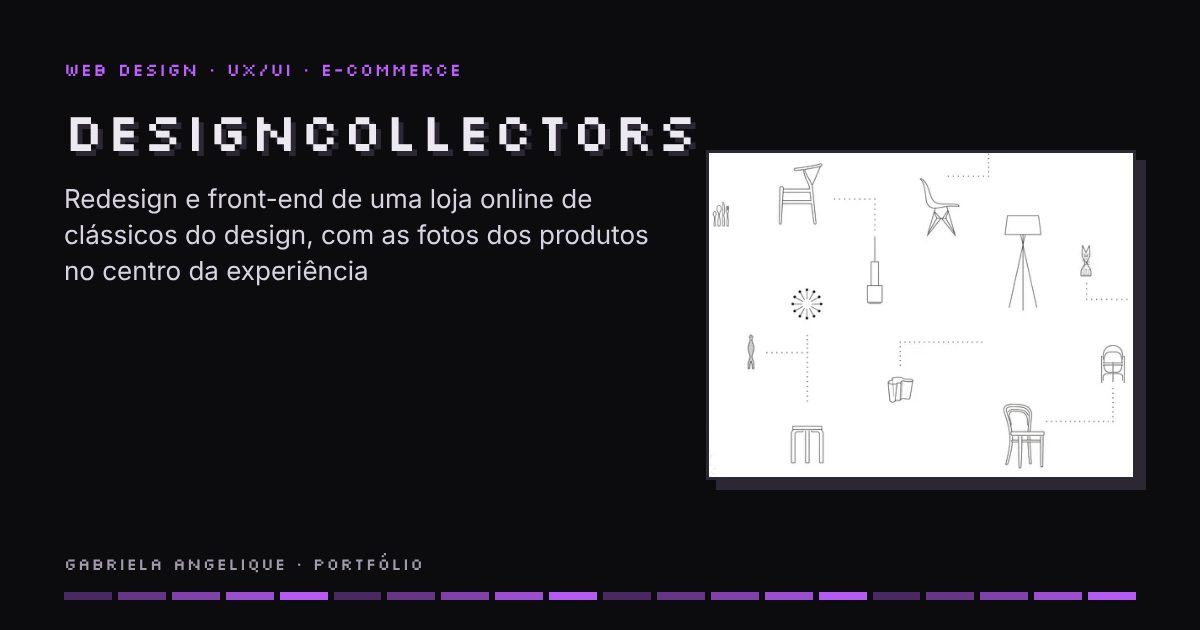 WEB DESIGN · UX/UI · E-COMMERCE
DESIGNCOLLECTORS
Redesign e front-end de uma loja online de
clássicos do design, com as fotos dos produtos
no centro da experiência
GABRIELA ANGELIQUE · PORTFÓLIO